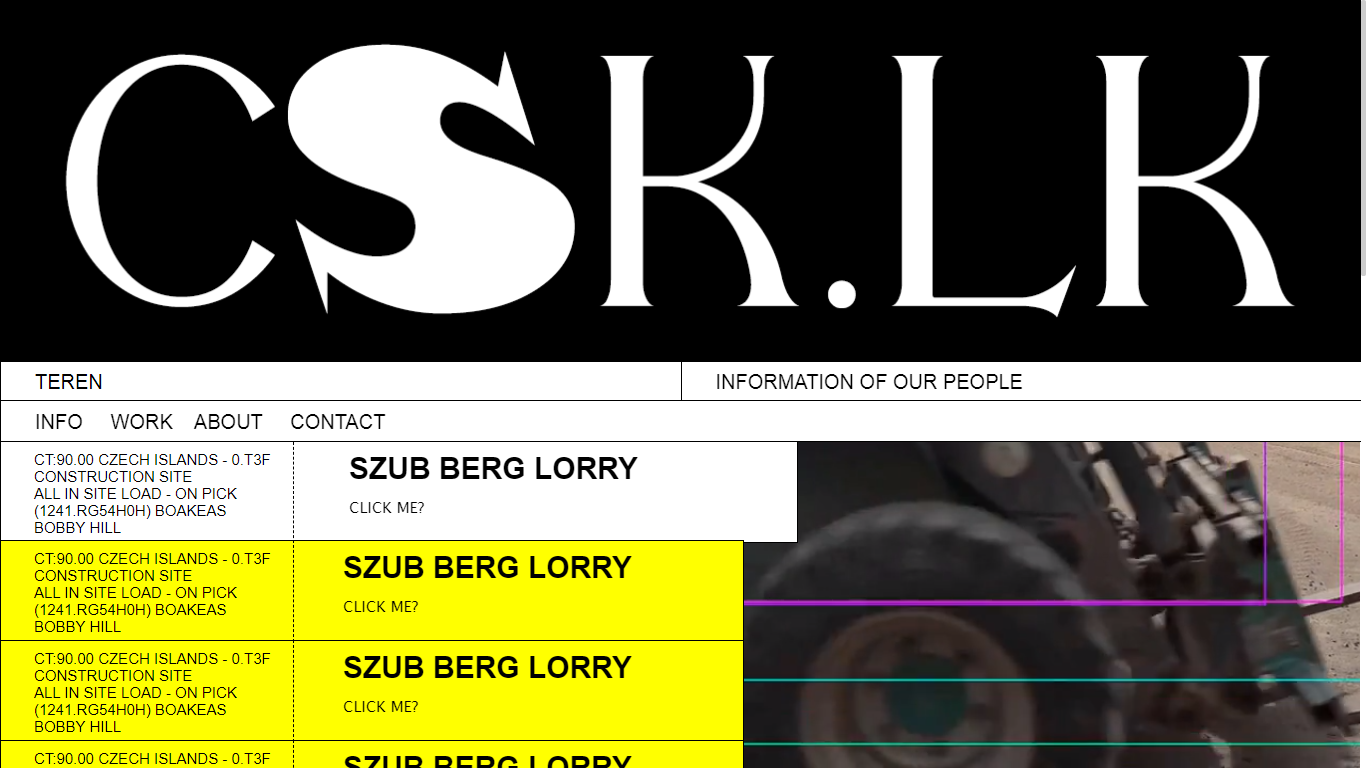 CSK.LK
TEREN
INFORMATION OF OUR PEOPLE
INFO WORK ABOUT CONTACT
CT:90.00 CZECH ISLANDS - 0.T3F
CONSTRUCTION SITE
ALL IN SITE LOAD - ON PICK
(1241.RG54H0H) BOAKEAS
BOBBY HILL
SZUB BERG LORRY
CLICK ME?
CT:90.00 CZECH ISLANDS - 0.T3F
CONSTRUCTION SITE
ALL IN SITE LOAD - ON PICK
(1241.RG54H0H) BOAKEAS
BOBBY HILL
SZUB BERG LORRY
CLICK ME?
CT:90.00 CZECH ISLANDS - 0.T3F
CONSTRUCTION SITE
ALL IN SITE LOAD - ON PICK
(1241.RG54H0H) BOAKEAS
BOBBY HILL
SZUB BERG LORRY
CLICK ME?
CT:90.00 CZECH ISLANDS - 0.T3F
SZUB BERG LORRY